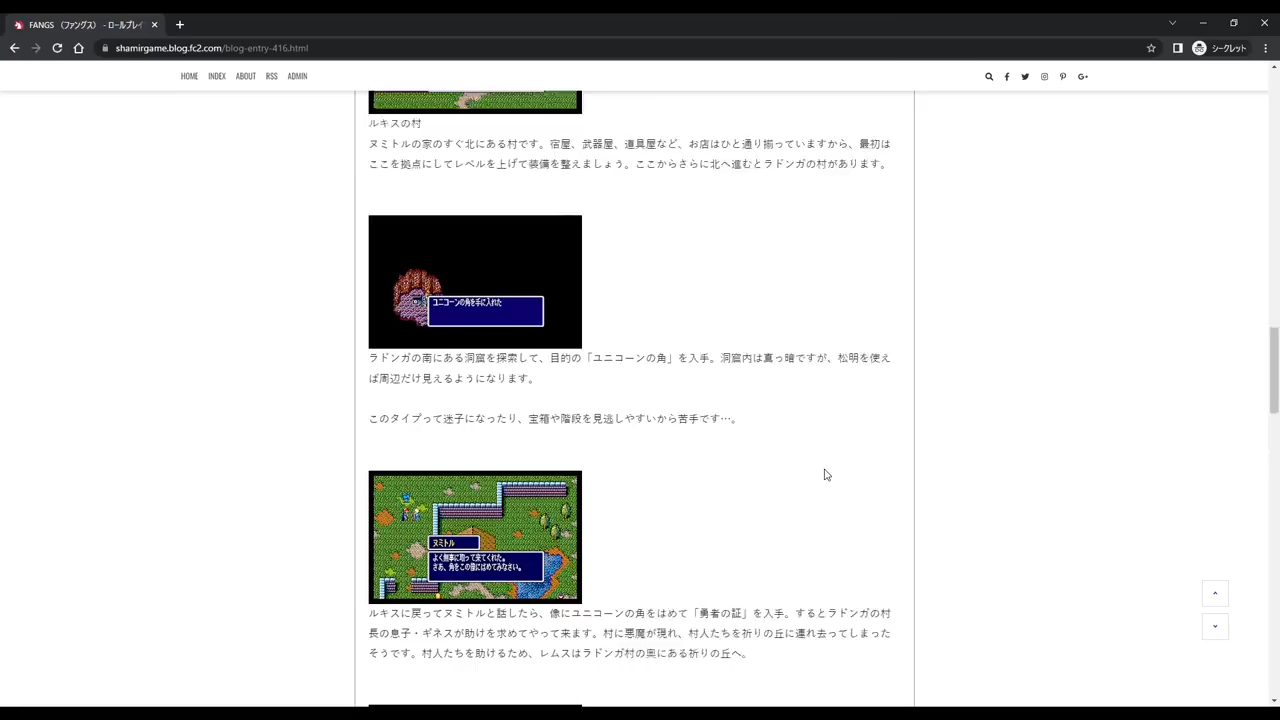 FANGS （ファングス） - ロールプレイ
シークレット
shamirgame.blog.fc2.com/blog-entry-416.html
HOME INDEX ABOUT RSS ADMIN
ルキスの村
ヌミトルの家のすぐ北にある村です。宿屋、武器屋、道具屋など、お店はひと通り揃っていますから、最初は
ここを拠点にしてレベルを上げて装備を整えましょう。ここからさらに北へ進むとラドンガの村があります。
ユニコーンの角を手に入れた
ラドンガの南にある洞窟を探索して、目的の「ユニコーンの角」を入手。洞窟内は真っ暗ですが、松明を使え
ば周辺だけ見えるようになります。
このタイプって迷子になったり、宝箱や階段を見逃しやすいから苦手です…。
ヌミトル
よく無事に取って来てくれた。
さあ、角をこの像にはめてみなさい。
ルキスに戻ってヌミトルと話したら、像にユニコーンの角をはめて「勇者の証」を入手。するとラドンガの村
長の息子・ギネスが助けを求めてやって来ます。村に悪魔が現れ、村人たちを祈りの丘に連れ去ってしまった
そうです。村人たちを助けるため、レムスはラドンガ村の奥にある祈りの丘へ。